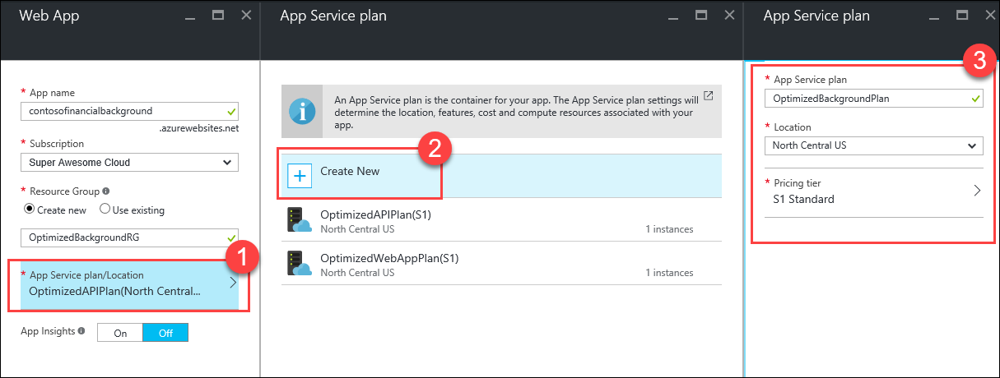 Web App
* App name
contosofinancialbackground
.azurewebsites.net
* Subscription
Super Awesome Cloud
* Resource Group
Create new Use existing
OptimizedBackgroundRG
1
* App Service plan/Location
OptimizedAPIPlan(North Central...
App Insights On Off
App Service plan
An App Service plan is the container for your app. The App Service plan settings will
determine the location, features, cost and compute resources associated with your
app.
2
Create New
OptimizedAPIPlan(S1)
North Central US 1 instances
OptimizedWebAppPlan(S1)
North Central US 1 instances
App Service plan
3
* App Service plan
OptimizedBackgroundPlan
* Location
North Central US
* Pricing tier
S1 Standard